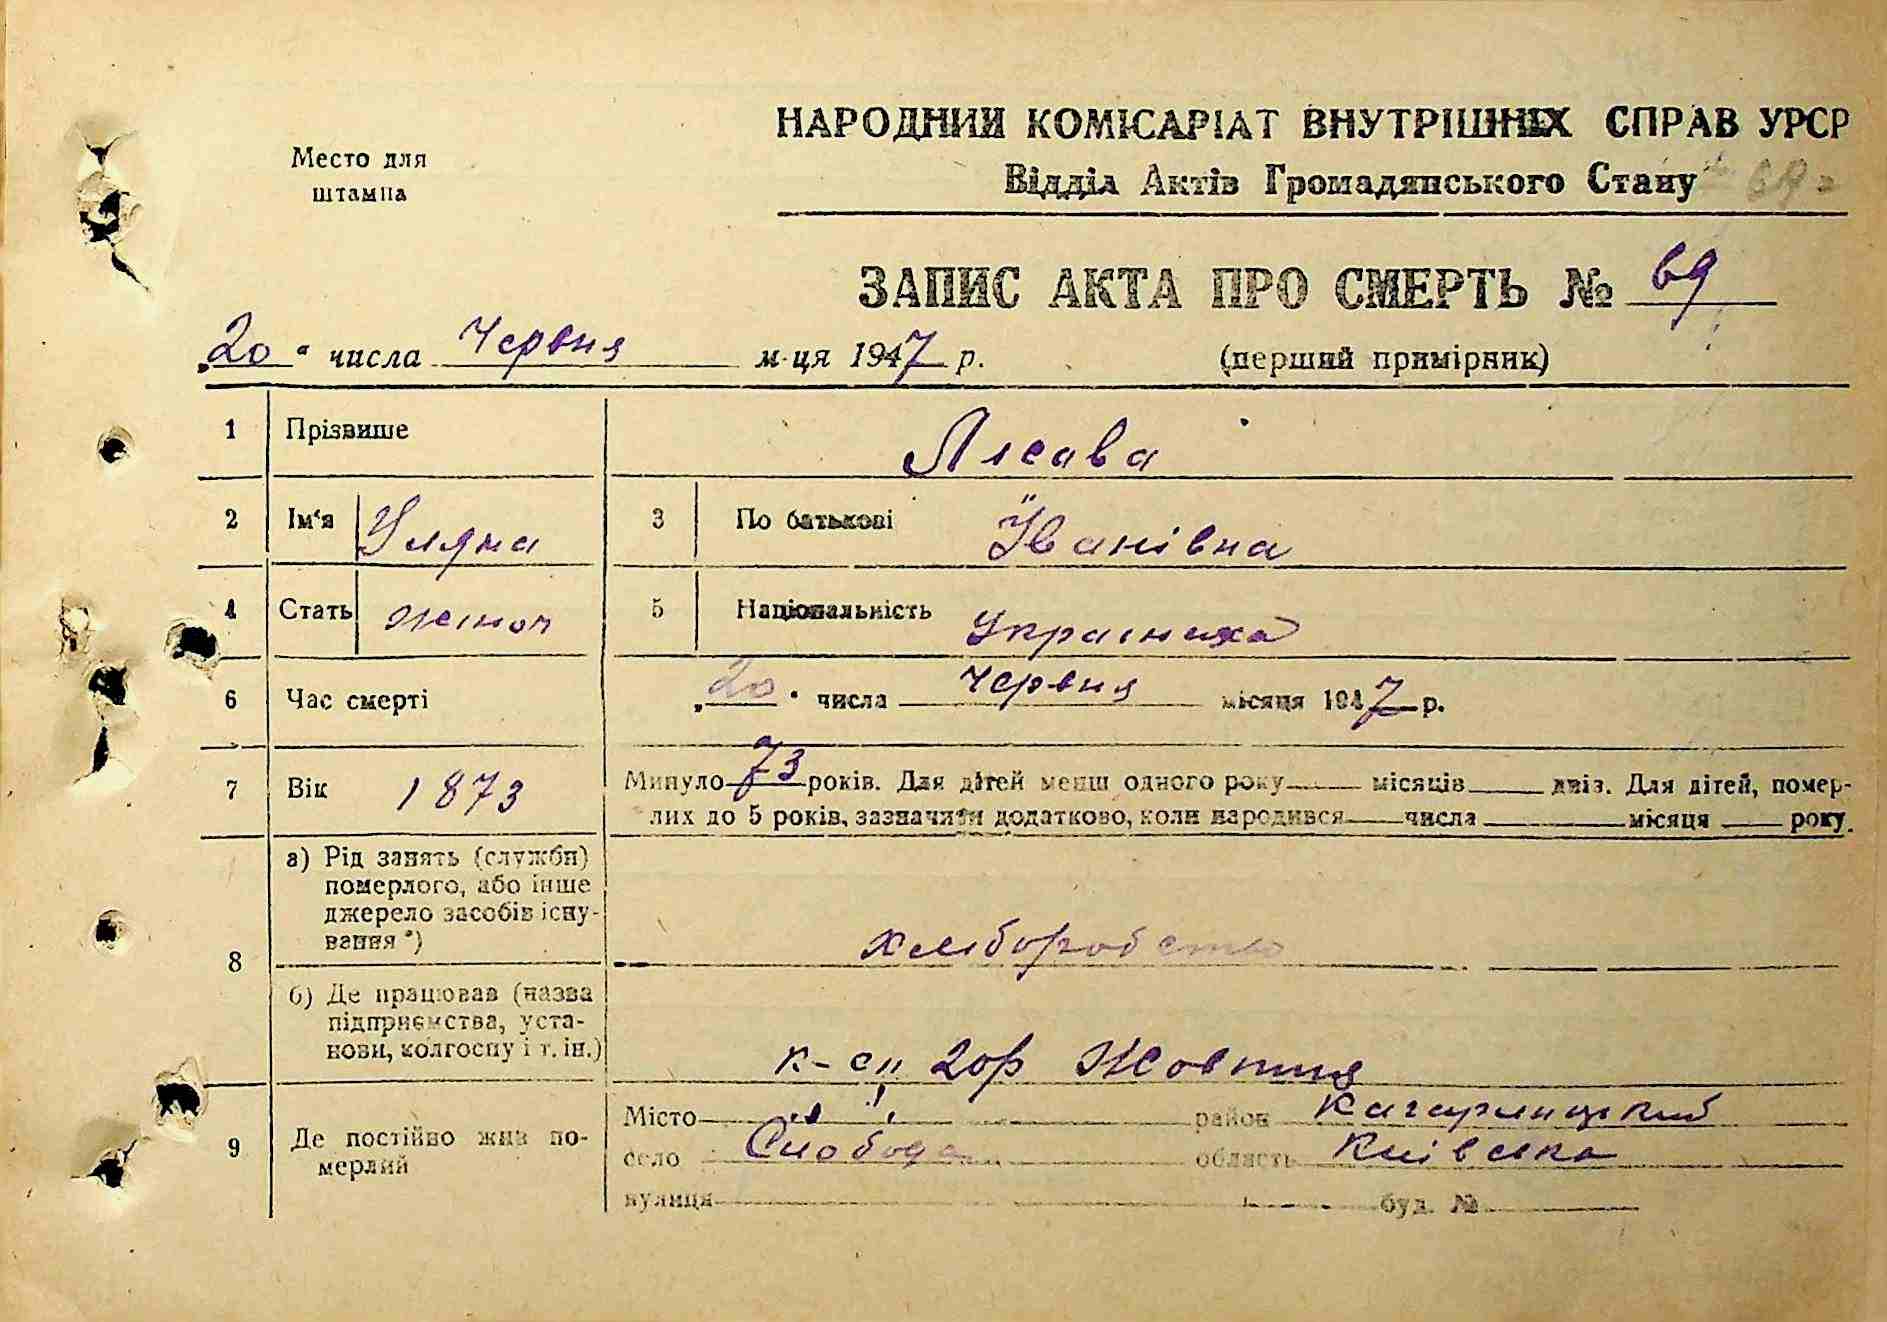 НАРОДНИЙ КОМІСАРІАТ ВНУТРІШНІХ СПРАВ УРСР
Место для
штампа
Відділ Актів Громадянського Стану 69
ЗАПИС АКТА ПРО СМЕРТЬ № 69
„20“ числа Червня м-ця 1947 р. (перший примірник)
1 Прізвище Лісава
2 Ім'я Уляна 3 По батькові Іванівна
4 Стать жіноч 5 Національність Українка
6 Час смерті „20“ числа Червня місяця 1947 р.
7 Вік 1873 Минуло 73 років. Для дітей менш одного року місяців днів. Для дітей, помер-
лих до 5 років, зазначити додатково, коли народився числа місяця року.
8 а) Рід занять (служби)
померлого, або інше
джерело засобів існу-
вання *) хліборобство
б) Де працював (назва
підприємства, уста-
нови, колгоспу і т. ін.) к-сп 20р Жовтня
9 Де постійно жив по-
мерлий
Місто район Кагарлицький
село Слобода область Київська
вулиця буд. №